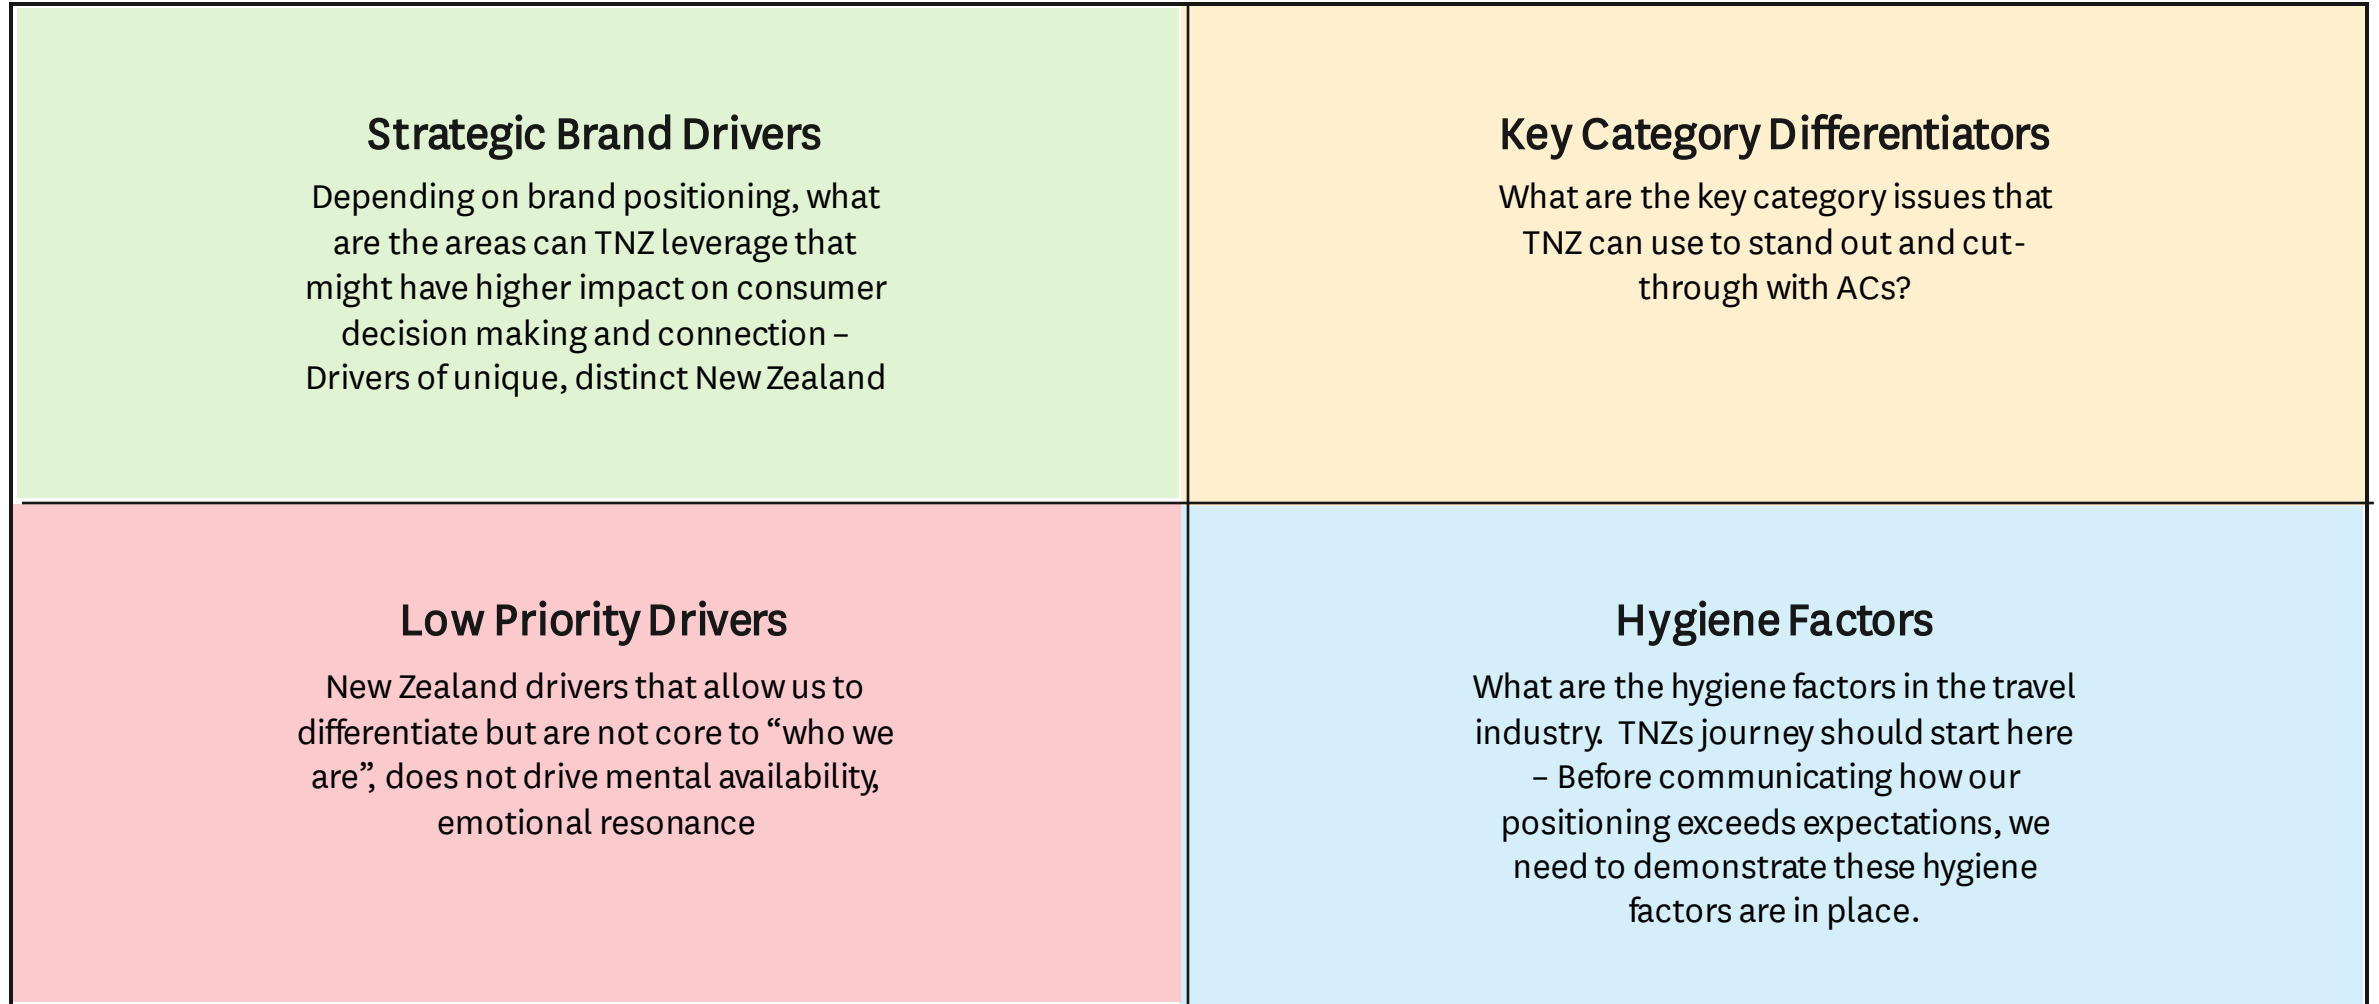 Strategic Brand Drivers
Depending on brand positioning, what
are the areas can TNZ leverage that
might have higher impact on consumer
decision making and connection –
Drivers of unique, distinct New Zealand
Key Category Differentiators
What are the key category issues that
TNZ can use to stand out and cut-
through with ACs?
Low Priority Drivers
New Zealand drivers that allow us to
differentiate but are not core to “who we
are”, does not drive mental availability,
emotional resonance
Hygiene Factors
What are the hygiene factors in the travel
industry.  TNZs journey should start here
– Before communicating how our
positioning exceeds expectations, we
need to demonstrate these hygiene
factors are in place.